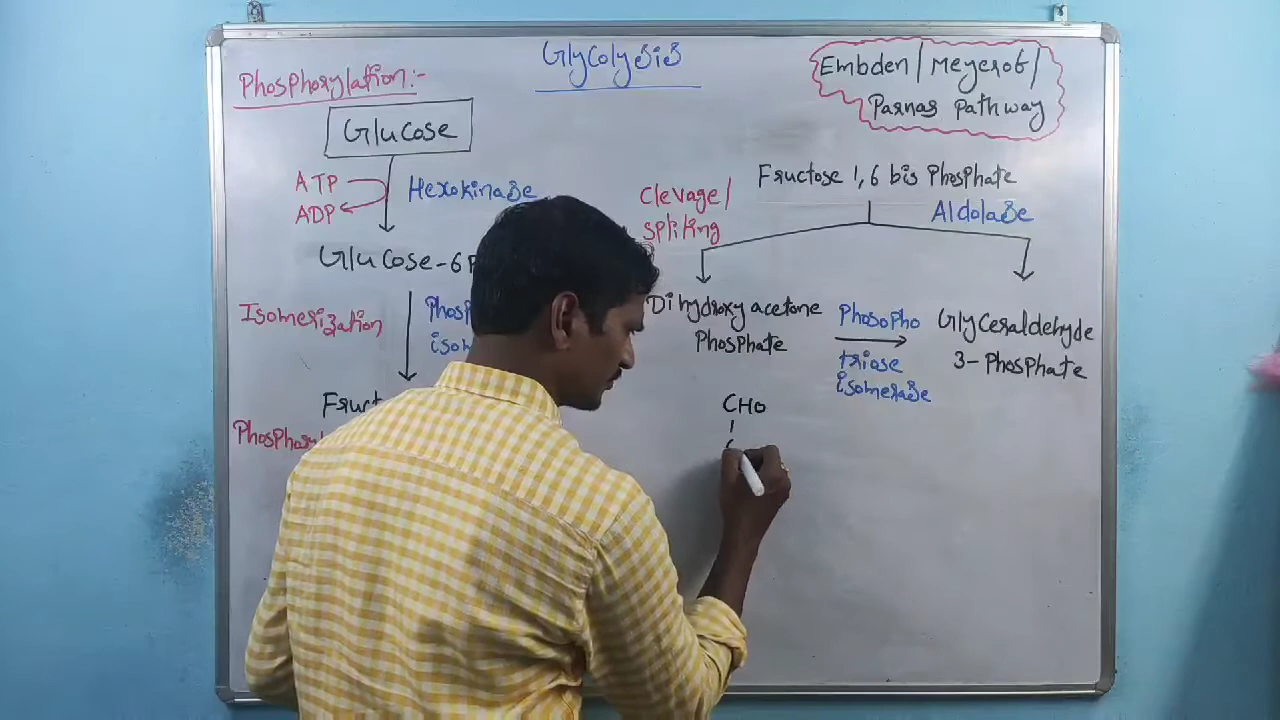 Glycolysis
Phosphorylation:-
Glucose
ATP
ADP
Hexokinase
Glucose-6
Isomerization
Embden/Meyerof/
Parnas Pathway
Fructose 1,6 bis Phosphate
Clevage/
Spliting
Aldolase
Dihydroxy acetone
Phosphate
Phosopho
triose
isomerase
Glyceraldehyde
3-Phosphate
CHO